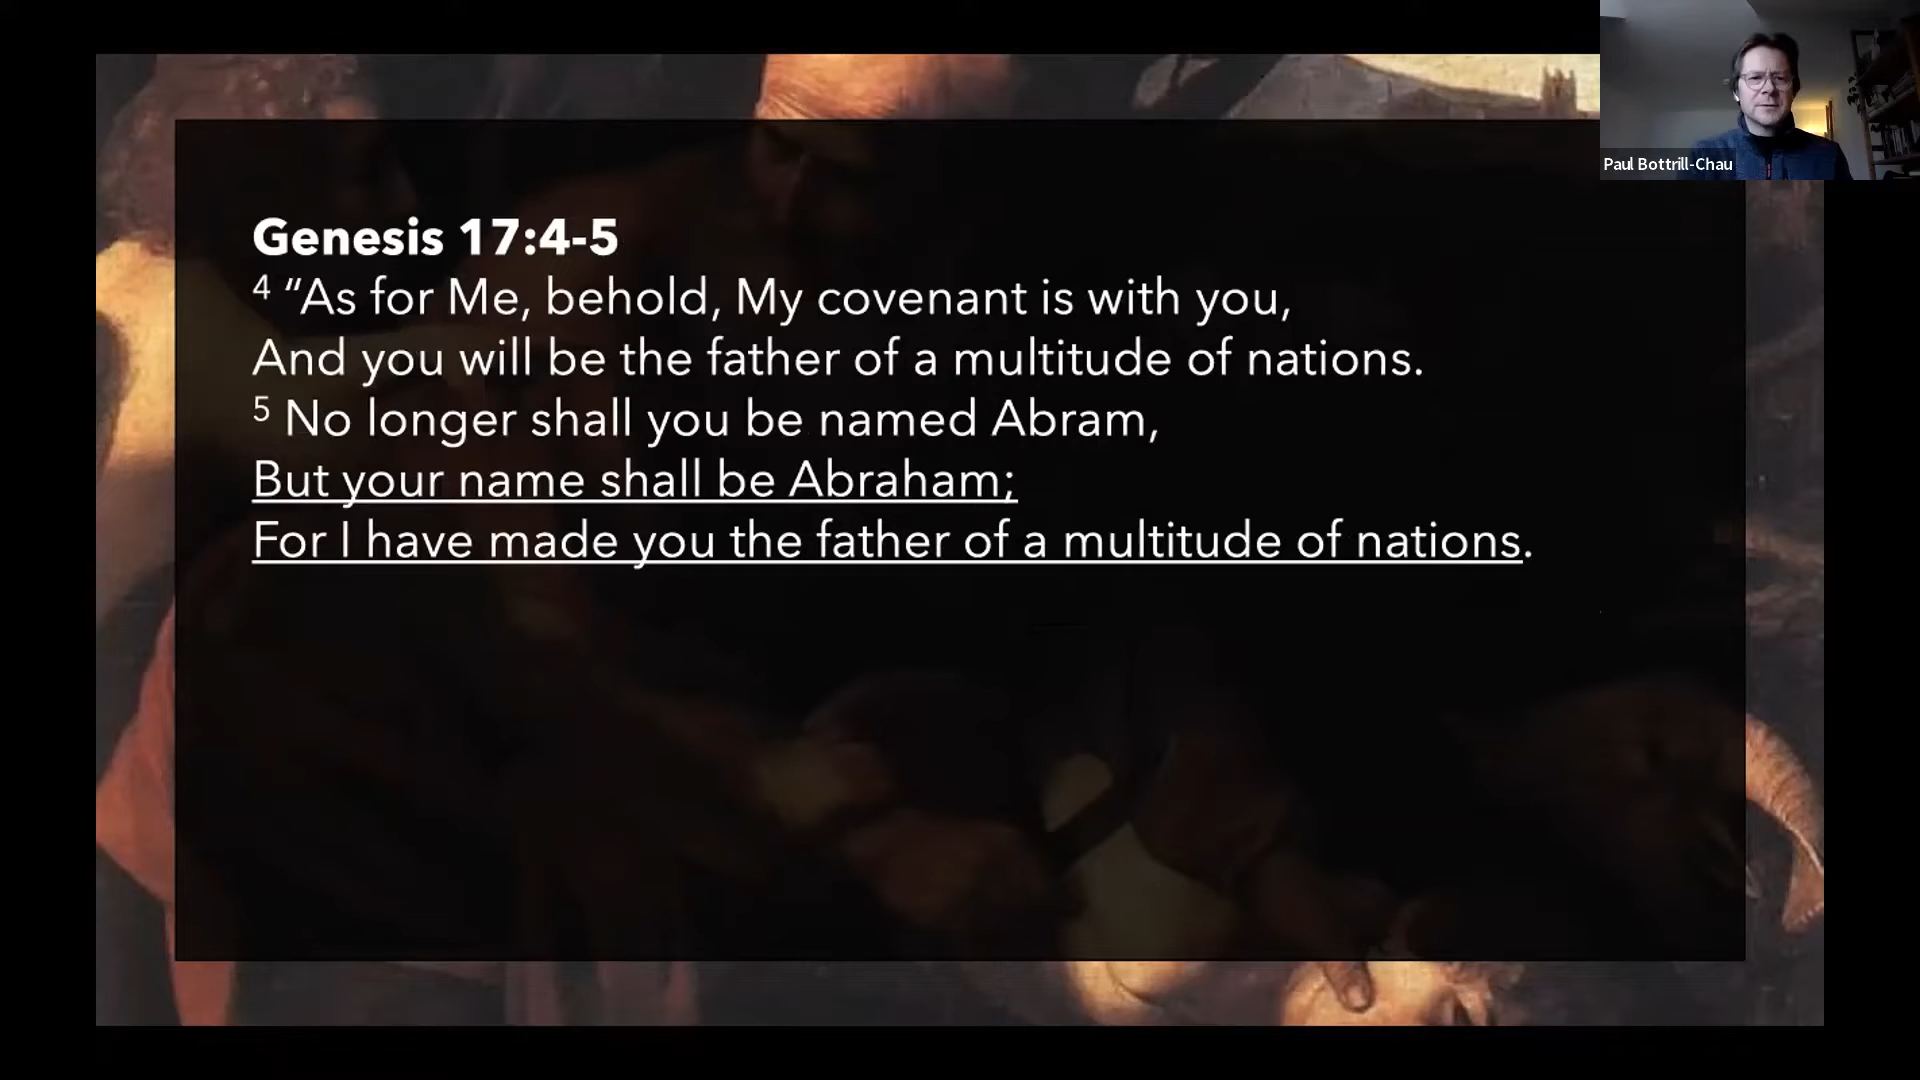 Paul Bottrill-Chau
Genesis 17:4-5
4 “As for Me, behold, My covenant is with you,
And you will be the father of a multitude of nations.
5 No longer shall you be named Abram,
But your name shall be Abraham;
For I have made you the father of a multitude of nations.